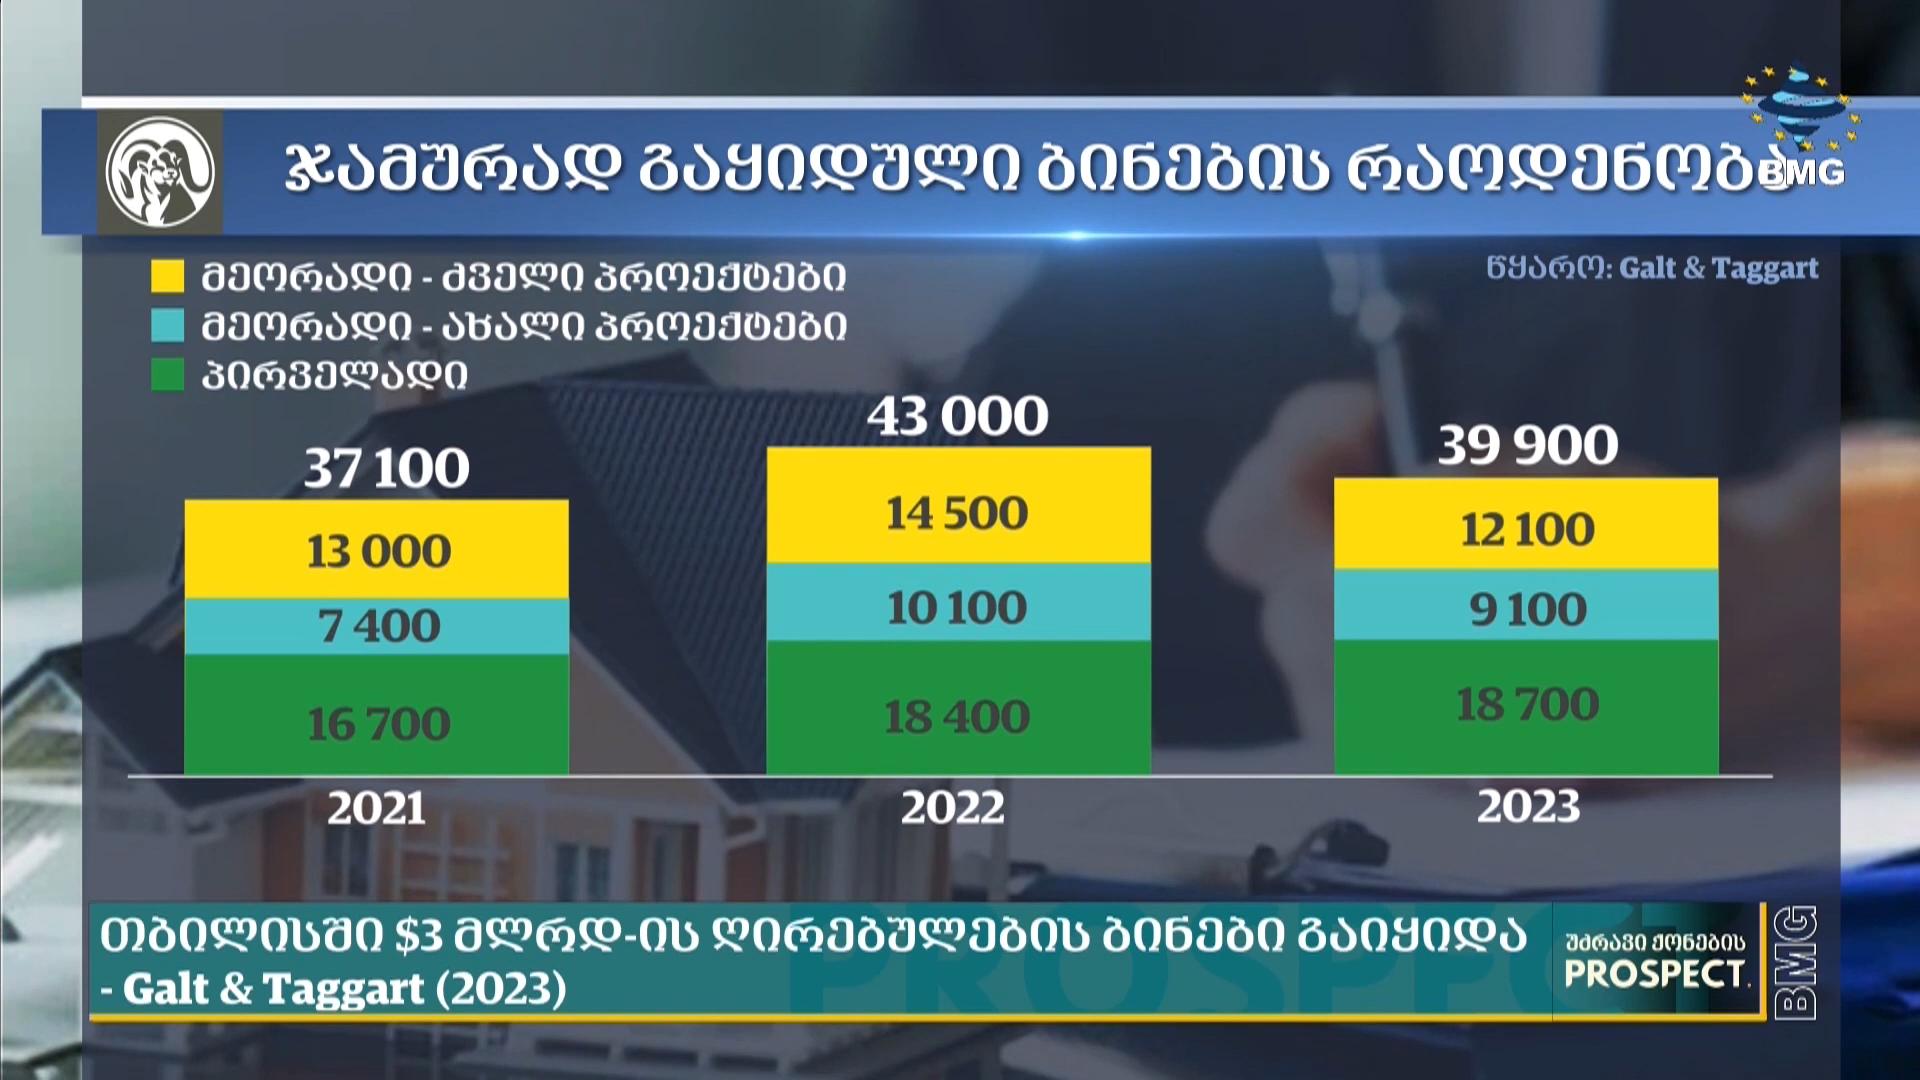 ჯამურად გაყიდული ბინების რაოდენობა
BMG
წყარო: Galt & Taggart
მეორადი - ძველი პროექტები
მეორადი - ახალი პროექტები
პირველადი
37 100
43 000
39 900
13 000
14 500
12 100
7 400
10 100
9 100
16 700
18 400
18 700
2021
2022
2023
თბილისში $3 მლრდ-ის ღირებულების ბინები გაიყიდა
- Galt & Taggart (2023)
უძრავი ქონების
PROSPECT.
BMG
PROSPECT